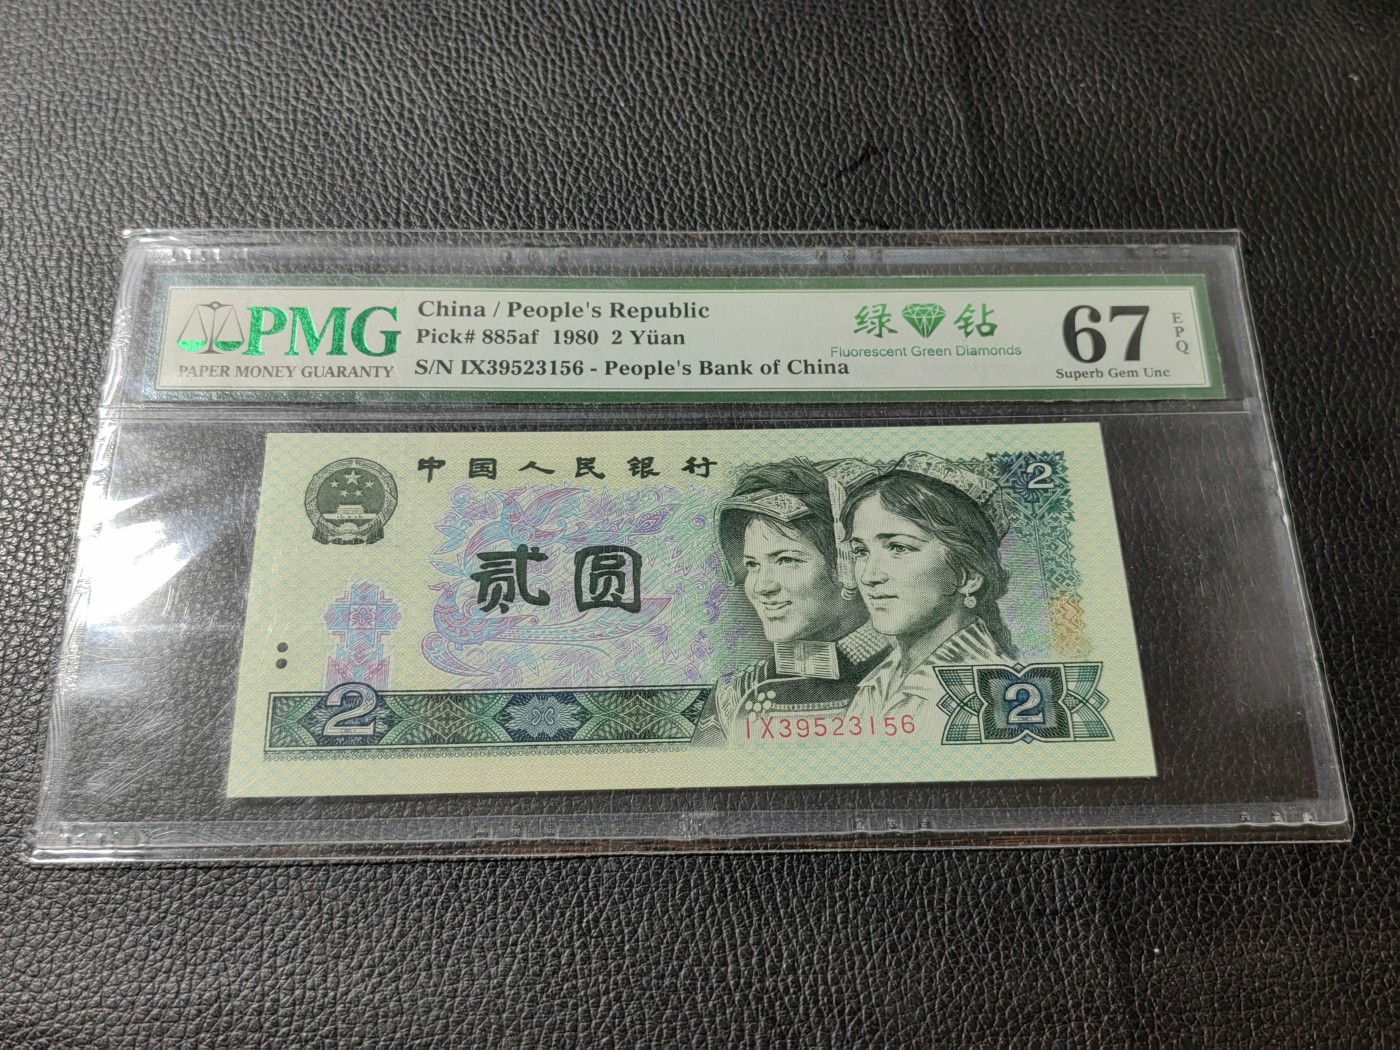 PMG
PAPER MONEY GUARANTY
China / People's Republic
Pick# 885af 1980 2 Yüan
S/N IX39523156 - People's Bank of China
绿 钻
Fluorescent Green Diamonds
67
EPQ
Superb Gem Unc
中国人民银行
2
贰圆
2
IX39523156
2